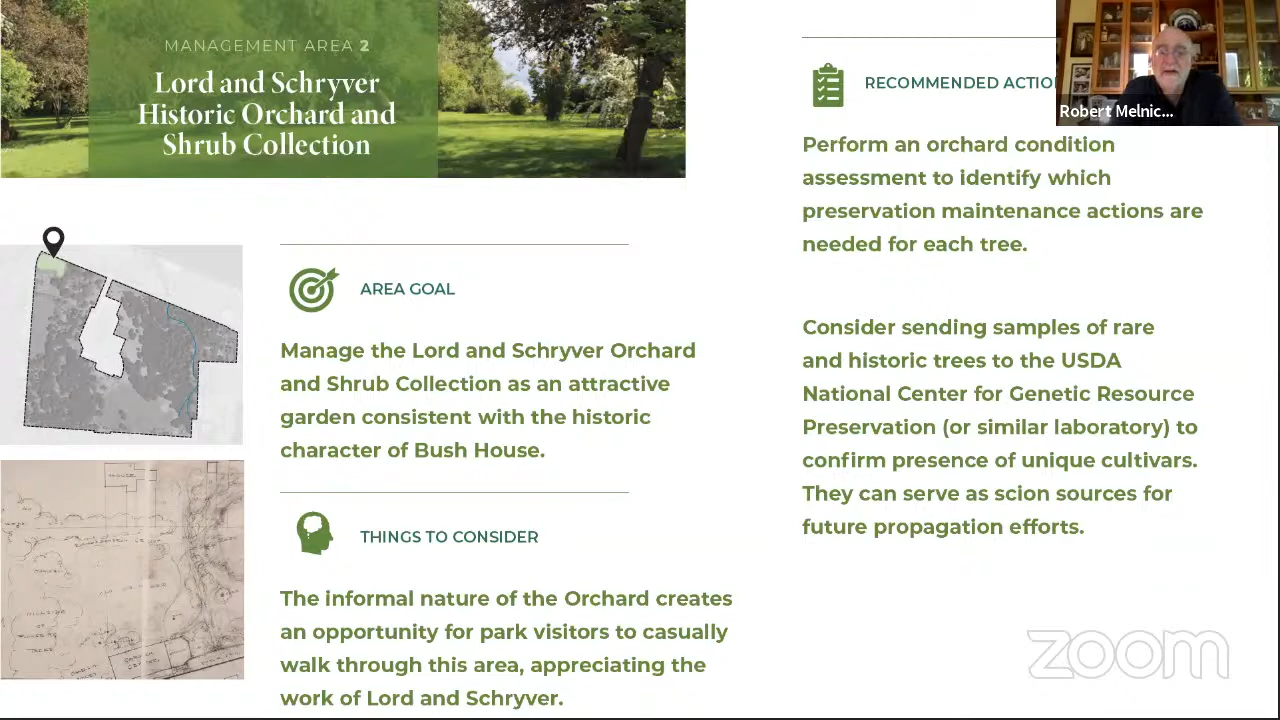 MANAGEMENT AREA 2
Lord and Schryver
Historic Orchard and
Shrub Collection
AREA GOAL
Manage the Lord and Schryver Orchard
and Shrub Collection as an attractive
garden consistent with the historic
character of Bush House.
THINGS TO CONSIDER
The informal nature of the Orchard creates
an opportunity for park visitors to casually
walk through this area, appreciating the
work of Lord and Schryver.
RECOMMENDED ACTIO
Perform an orchard condition
assessment to identify which
preservation maintenance actions are
needed for each tree.
Consider sending samples of rare
and historic trees to the USDA
National Center for Genetic Resource
Preservation (or similar laboratory) to
confirm presence of unique cultivars.
They can serve as scion sources for
future propagation efforts.
Robert Melnic...
zoom